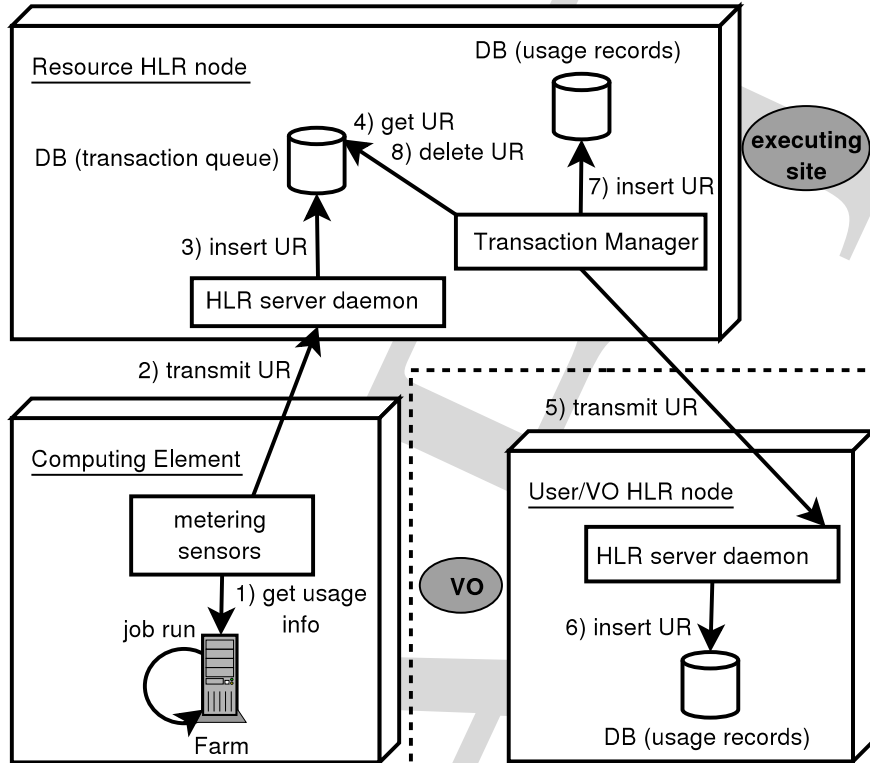 DB (usage records)
Resource HLR node
executing
site
4) get UR
8) delete UR
DB (transaction queue)
7) insert UR
3) insert UR
Transaction Manager
HLR server daemon
2) transmit UR
5) transmit UR
Computing Element
User/VO HLR node
metering
sensors
HLR server daemon
VO
1) get usage
info
job run
6) insert UR
Farm
DB (usage records)